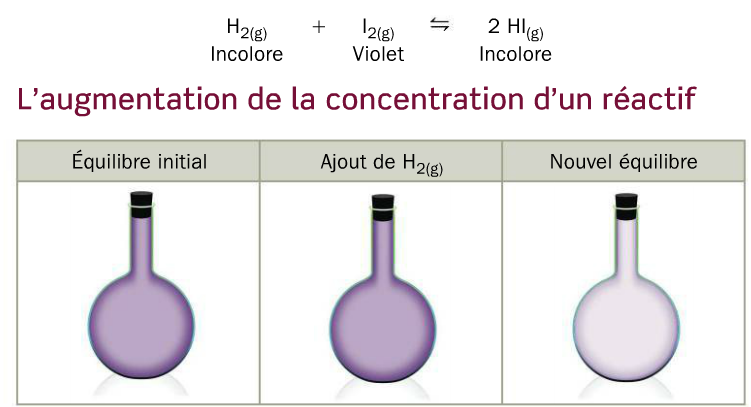 H₂(g) + I₂(g) ⇋ 2 HI(g)
Incolore Violet Incolore
L’augmentation de la concentration d’un réactif
Équilibre initial Ajout de H₂(g) Nouvel équilibre